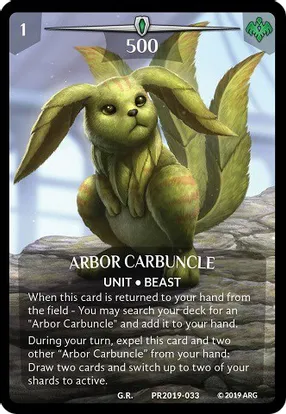 1
500
ARBOR CARBUNCLE
UNIT • BEAST
When this card is returned to your hand from
the field - You may search your deck for an
"Arbor Carbuncle" and add it to your hand.
During your turn, expel this card and two
other "Arbor Carbuncle" from your hand:
Draw two cards and switch up to two of your
shards to active.
G.R. PR2019-033 ©2019 ARG